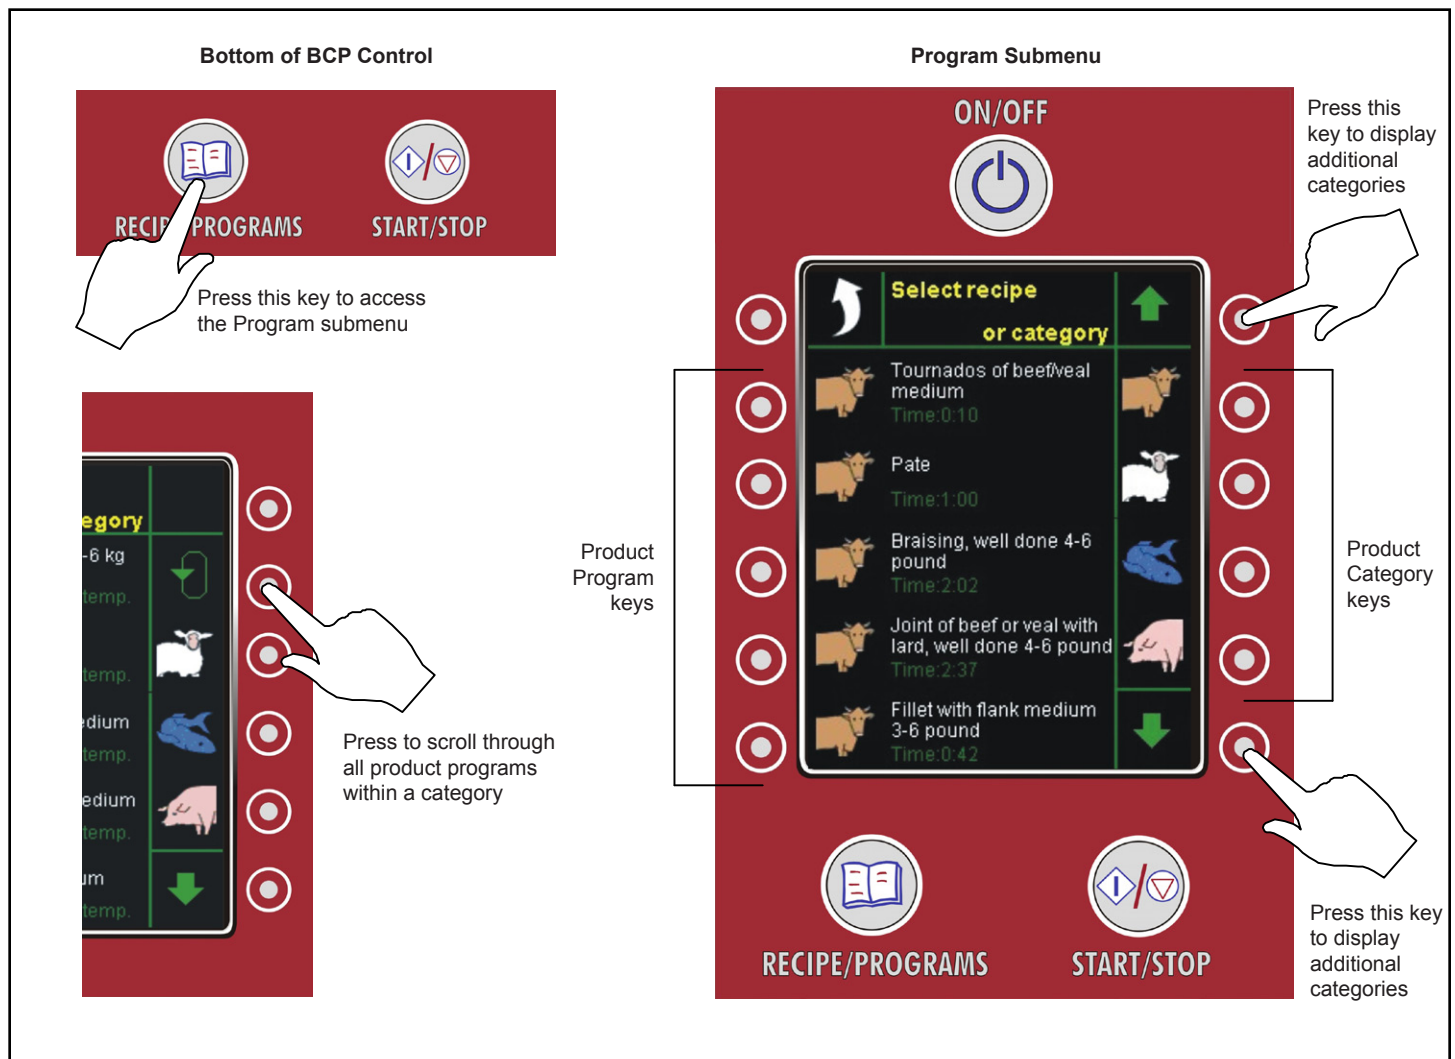 Bottom of BCP Control
RECIPE/PROGRAMS
START/STOP
Press this key to access
the Program submenu
egory
-6 kg
temp.
temp.
edium
temp.
edium
temp.
um
temp.
Press to scroll through
all product programs
within a category
Program Submenu
ON/OFF
Press this
key to display
additional
categories
Select recipe
or category
Tournados of beef/veal
medium
Time:0:10
Pate
Time:1:00
Braising, well done 4-6
pound
Time:2:02
Joint of beef or veal with
lard, well done 4-6 pound
Time:2:37
Fillet with flank medium
3-6 pound
Time:0:42
Product
Program
keys
Product
Category
keys
RECIPE/PROGRAMS
START/STOP
Press this key
to display
additional
categories